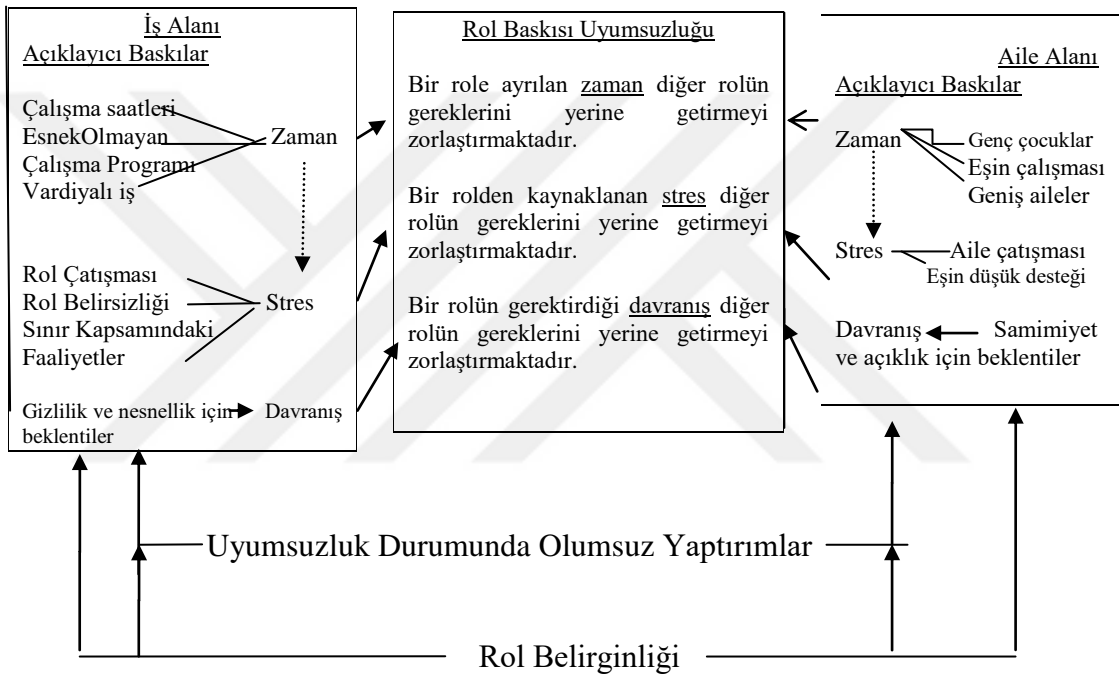 İş Alanı
Açıklayıcı Baskılar
Çalışma saatleri
EsnekOlmayan
Çalışma Programı
Vardiyalı iş
Zaman
Rol Çatışması
Rol Belirsizliği
Sınır Kapsamındaki
Faaliyetler
Stres
Gizlilik ve nesnellik için
beklentiler
Davranış
Rol Baskısı Uyumsuzluğu
Bir role ayrılan zaman diğer rolün
gereklerini yerine getirmeyi
zorlaştırmaktadır.
Bir rolden kaynaklanan stres diğer
rolün gereklerini yerine getirmeyi
zorlaştırmaktadır.
Bir rolün gerektirdiği davranış diğer
rolün gereklerini yerine getirmeyi
zorlaştırmaktadır.
Aile Alanı
Açıklayıcı Baskılar
Zaman
Genç çocuklar
Eşin çalışması
Geniş aileler
Stres
Aile çatışması
Eşin düşük desteği
Davranış Samimiyet
ve açıklık için beklentiler
Uyumsuzluk Durumunda Olumsuz Yaptırımlar
Rol Belirginliği